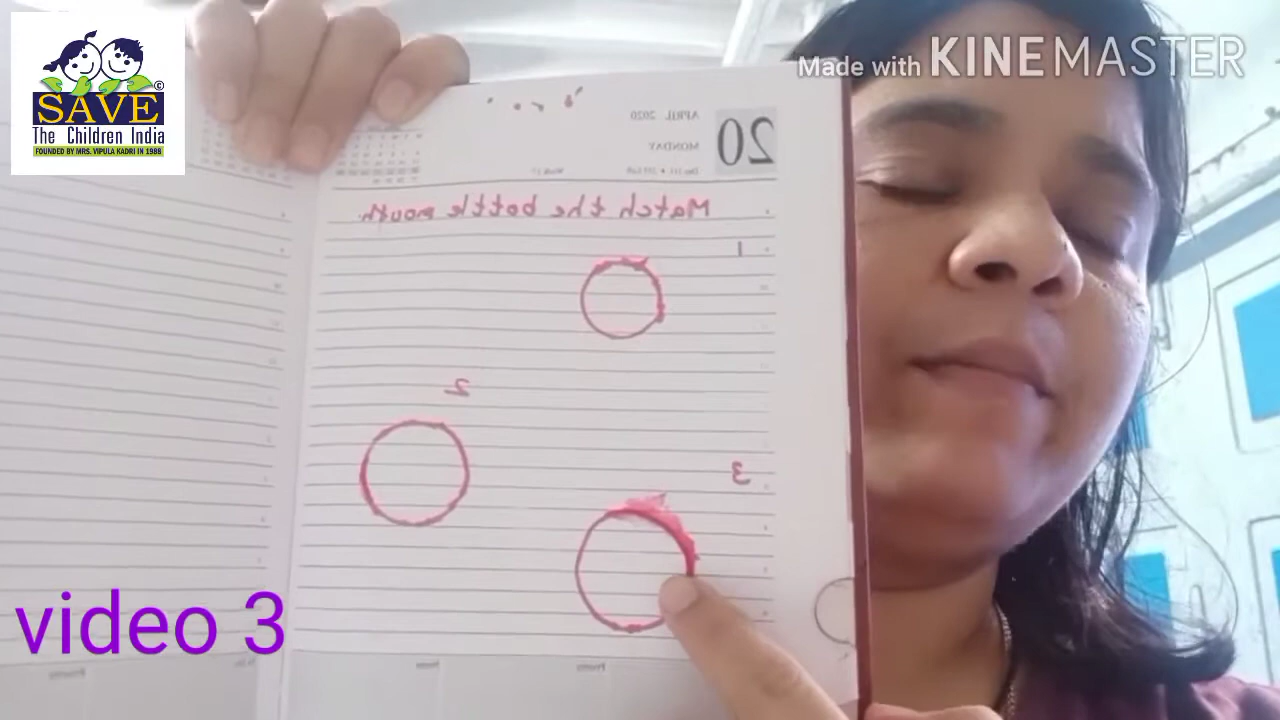 SAVE
The Children India
FOUNDED BY MRS. VIPULA KADRI IN 1988
Made with KINEMASTER
APRIL 2020
20
MONDAY
Match the bottle mouth.
1
2
3
video 3